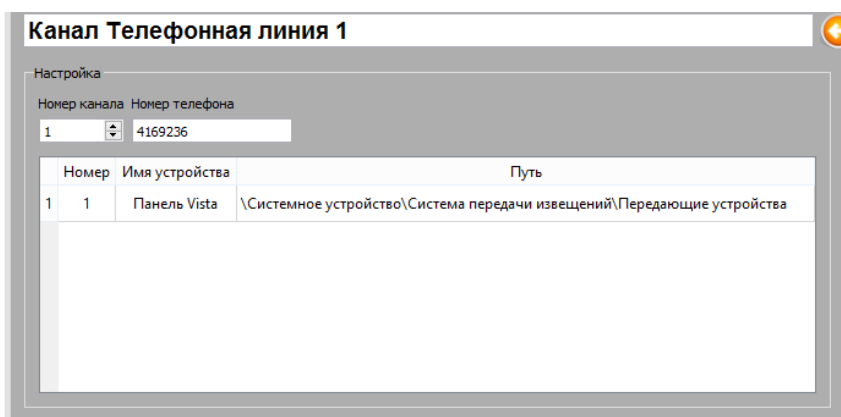 Канал Телефонная линия 1
Настройка
Номер канала Номер телефона
1 4169236
Номер Имя устройства Путь
1 1 Панель Vista \Системное устройство\Система передачи извещений\Передающие устройства